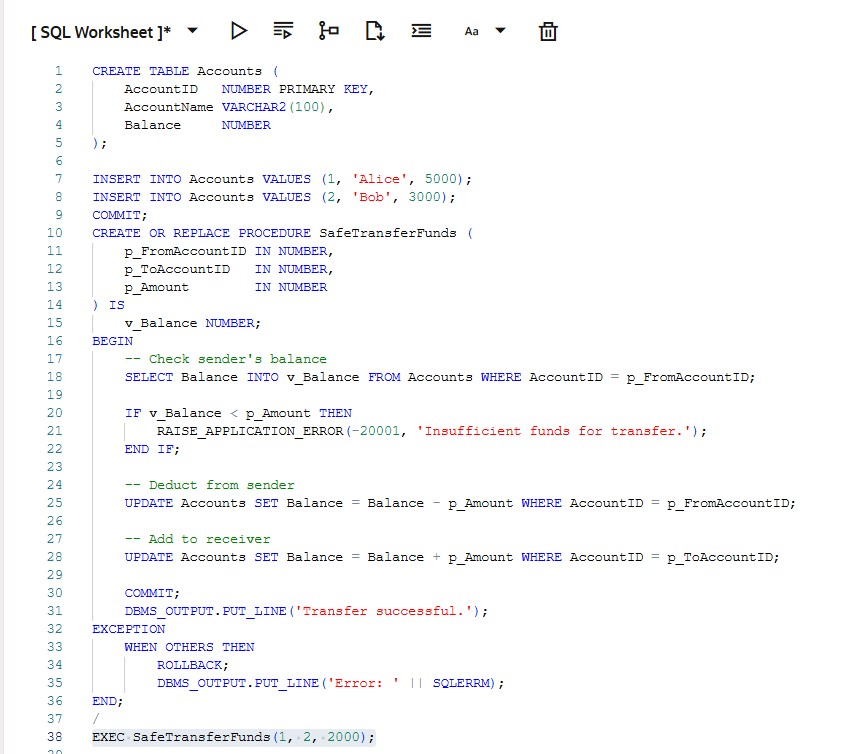 [ SQL Worksheet ]* Aa
1 CREATE TABLE Accounts (
2     AccountID   NUMBER PRIMARY KEY,
3     AccountName VARCHAR2(100),
4     Balance     NUMBER
5 );
6
7 INSERT INTO Accounts VALUES (1, 'Alice', 5000);
8 INSERT INTO Accounts VALUES (2, 'Bob', 3000);
9 COMMIT;
10 CREATE OR REPLACE PROCEDURE SafeTransferFunds (
11     p_FromAccountID IN NUMBER,
12     p_ToAccountID   IN NUMBER,
13     p_Amount        IN NUMBER
14 ) IS
15     v_Balance NUMBER;
16 BEGIN
17     -- Check sender's balance
18     SELECT Balance INTO v_Balance FROM Accounts WHERE AccountID = p_FromAccountID;
19
20     IF v_Balance < p_Amount THEN
21         RAISE_APPLICATION_ERROR(-20001, 'Insufficient funds for transfer.');
22     END IF;
23
24     -- Deduct from sender
25     UPDATE Accounts SET Balance = Balance - p_Amount WHERE AccountID = p_FromAccountID;
26
27     -- Add to receiver
28     UPDATE Accounts SET Balance = Balance + p_Amount WHERE AccountID = p_ToAccountID;
29
30     COMMIT;
31     DBMS_OUTPUT.PUT_LINE('Transfer successful.');
32 EXCEPTION
33     WHEN OTHERS THEN
34         ROLLBACK;
35         DBMS_OUTPUT.PUT_LINE('Error: ' || SQLERRM);
36 END;
37 /
38 EXEC SafeTransferFunds(1, 2, 2000);